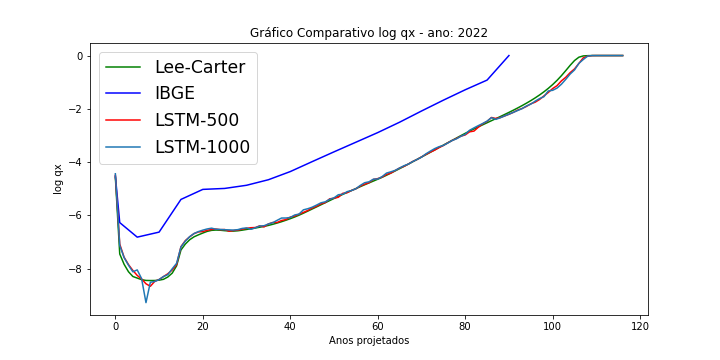 Gráfico Comparativo log qx - ano: 2022
Lee-Carter
IBGE
LSTM-500
LSTM-1000
log qx
0
−2
−4
−6
−8
0 20 40 60 80 100 120
Anos projetados